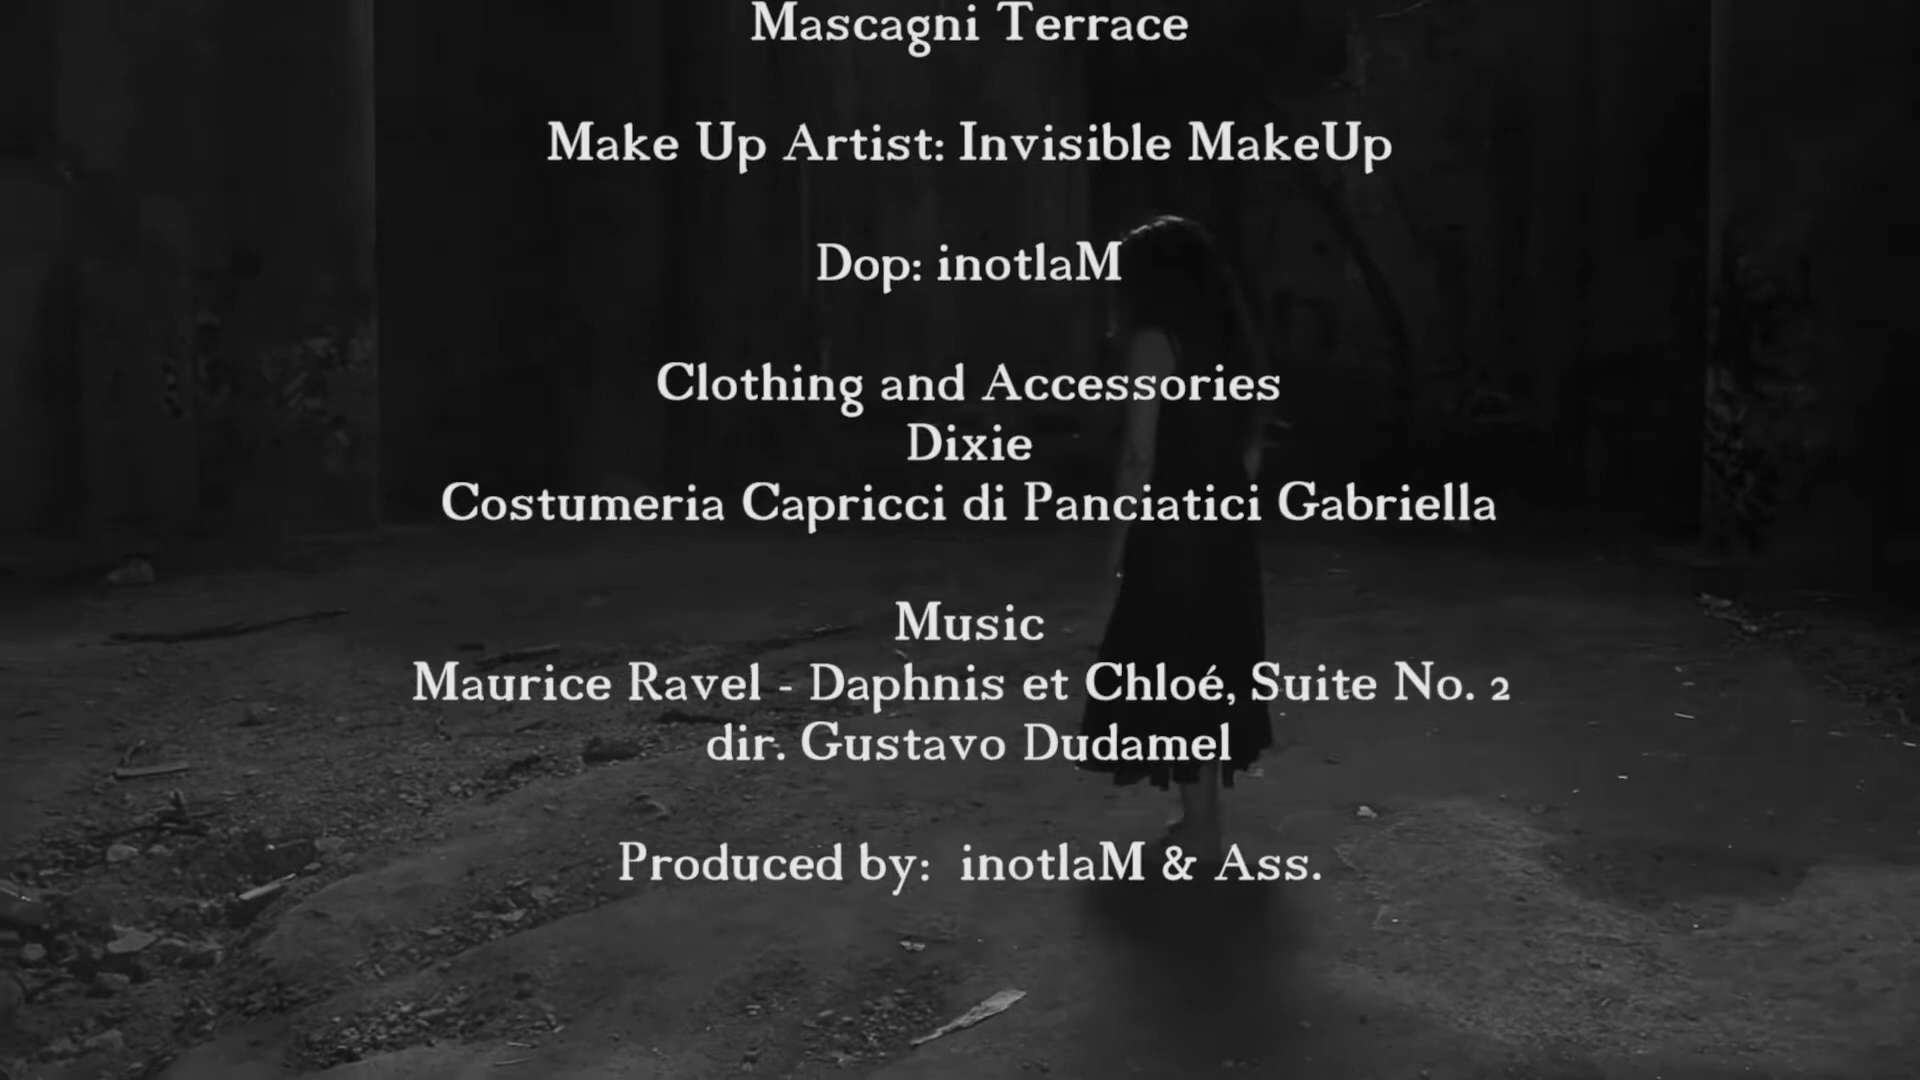 Mascagni Terrace
Make Up Artist: Invisible MakeUp
Dop: inotlaM
Clothing and Accessories
Dixie
Costumeria Capricci di Panciatici Gabriella
Music
Maurice Ravel - Daphnis et Chloé, Suite No. 2
dir. Gustavo Dudamel
Produced by:  inotlaM & Ass.